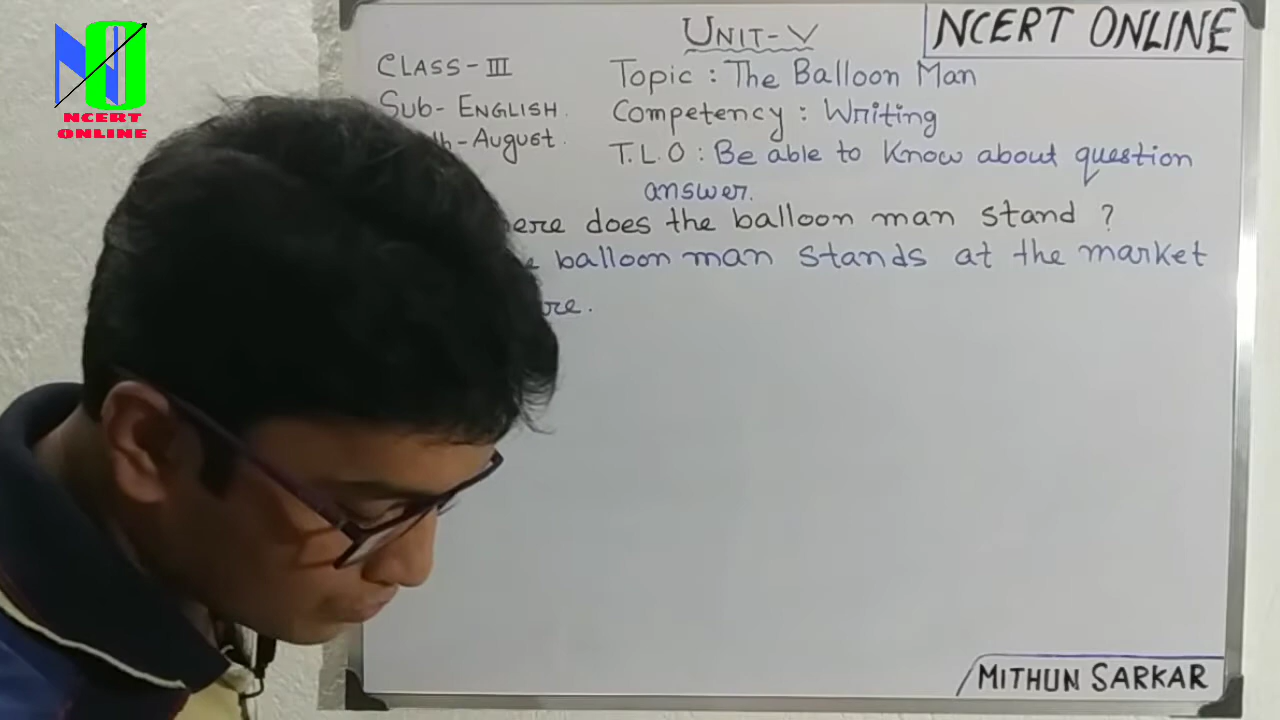 NCERT
ONLINE
UNIT-V
NCERT ONLINE
CLASS-III
Topic : The Balloon Man
Sub- ENGLISH.
Competency : Writing
-August.
T.L.O : Be able to know about question
answer.
does the balloon man stand ?
balloon man stands at the market
MITHUN SARKAR